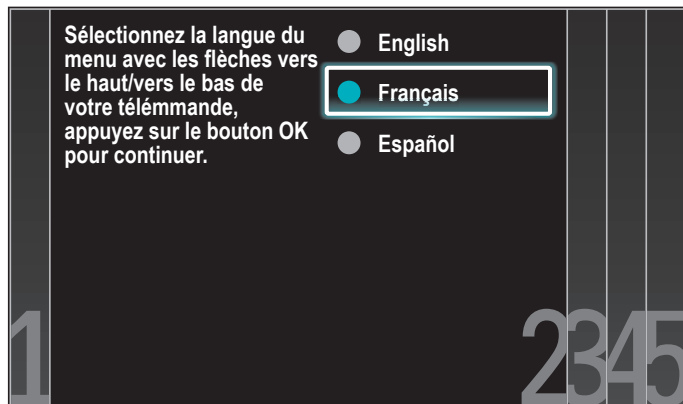 Sélectionnez la langue du
menu avec les flèches vers
le haut/vers le bas de
votre télémmande,
appuyez sur le bouton OK
pour continuer.
English
Français
Español
1
2
3
4
5